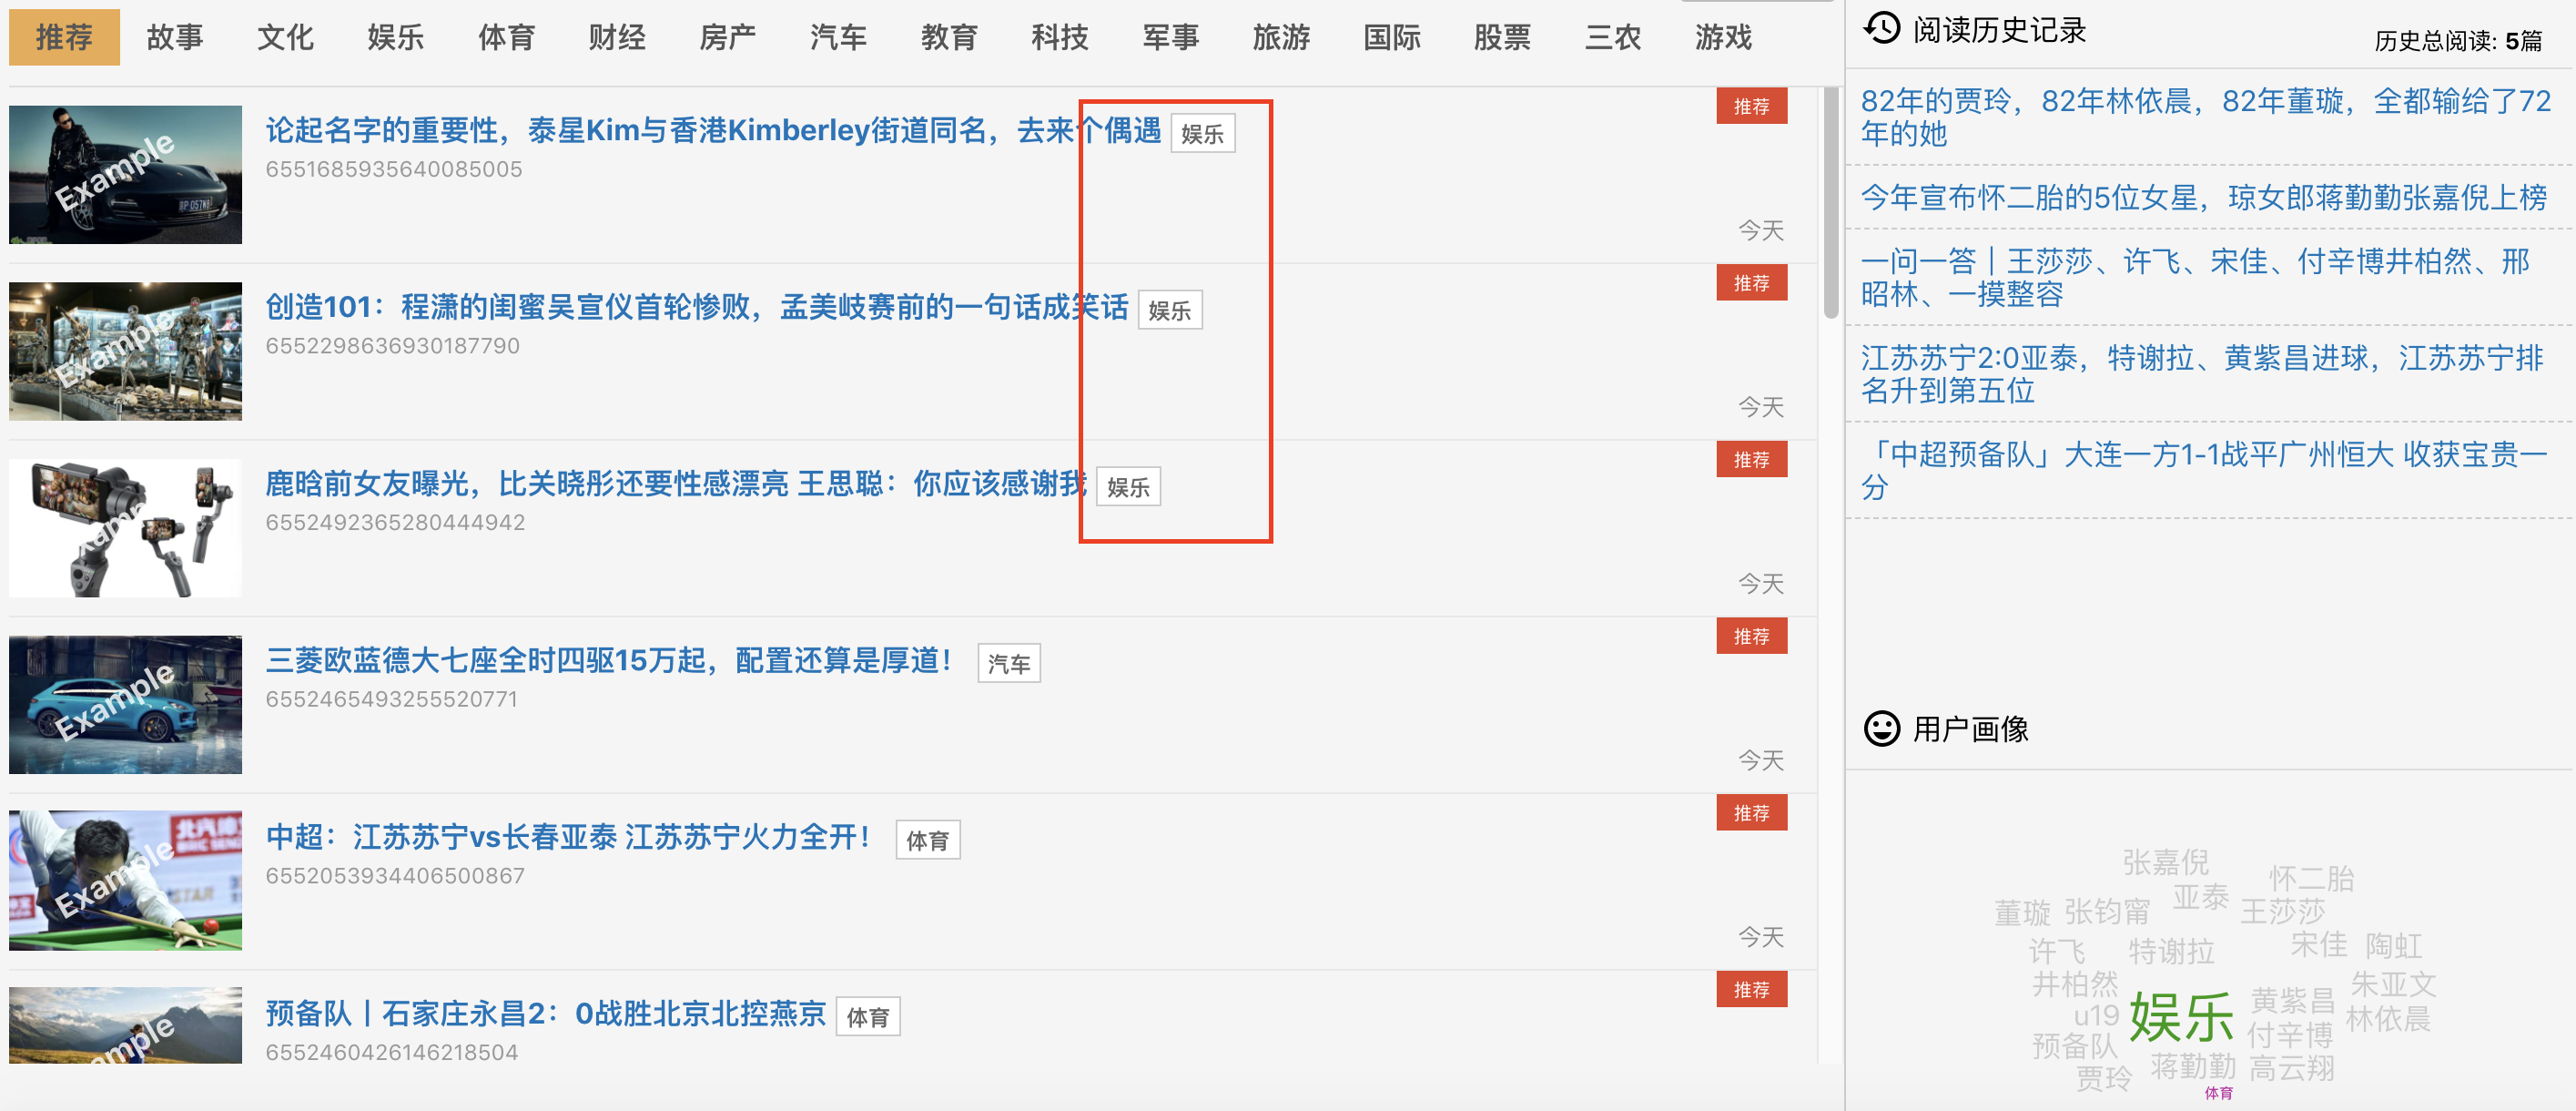 推荐 故事 文化 娱乐 体育 财经 房产 汽车 教育 科技 军事 旅游 国际 股票 三农 游戏
Example
论起名字的重要性，泰星Kim与香港Kimberley街道同名，去来个偶遇 娱乐
6551685935640085005
推荐
今天
Example
创造101：程潇的闺蜜吴宣仪首轮惨败，孟美岐赛前的一句话成笑话 娱乐
6552298636930187790
推荐
今天
鹿晗前女友曝光，比关晓彤还要性感漂亮 王思聪：你应该感谢我 娱乐
6552492365280444942
推荐
今天
Example
三菱欧蓝德大七座全时四驱15万起，配置还算是厚道！ 汽车
6552465493255520771
推荐
今天
Example
中超：江苏苏宁vs长春亚泰 江苏苏宁火力全开！ 体育
6552053934406500867
推荐
今天
预备队丨石家庄永昌2：0战胜北京北控燕京 体育
6552460426146218504
推荐
阅读历史记录
历史总阅读: 5篇
82年的贾玲，82年林依晨，82年董璇，全都输给了72
年的她
今年宣布怀二胎的5位女星，琼女郎蒋勤勤张嘉倪上榜
一问一答丨王莎莎、许飞、宋佳、付辛博井柏然、邢
昭林、一摸整容
江苏苏宁2:0亚泰，特谢拉、黄紫昌进球，江苏苏宁排
名升到第五位
「中超预备队」大连一方1-1战平广州恒大 收获宝贵一
分
用户画像
张嘉倪 怀二胎
董璇 张钧甯 亚泰 王莎莎
许飞 特谢拉 宋佳 陶虹
井柏然 朱亚文
u19 娱乐 黄紫昌 林依晨
预备队 付辛博
贾玲 蒋勤勤 高云翔
体育